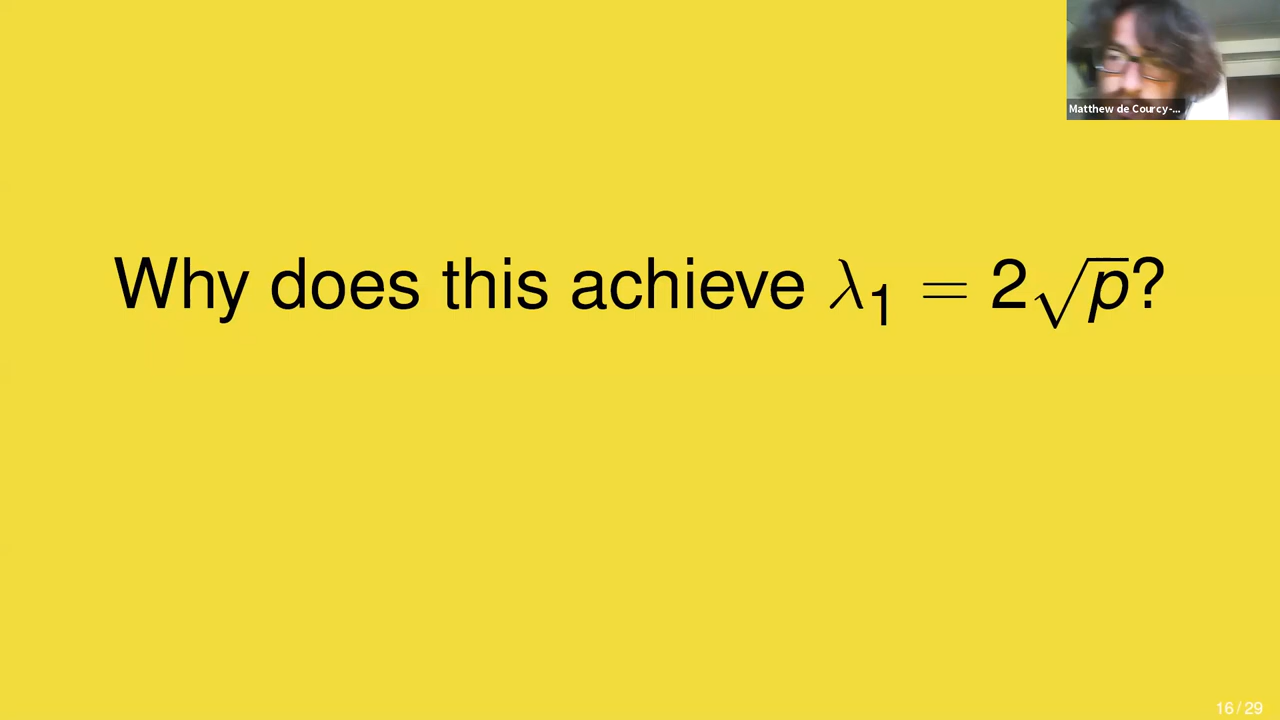 Matthew de Courcy-...
Why does this achieve λ₁ = 2√p?
16 / 29